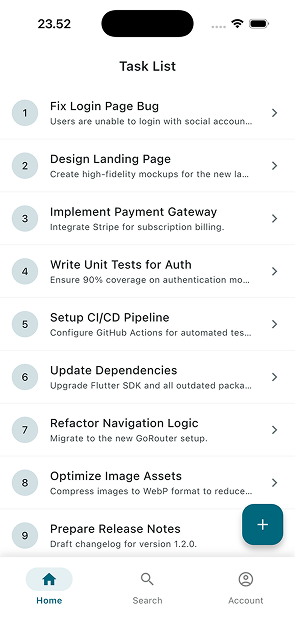 23.52
Task List
1
Fix Login Page Bug
Users are unable to login with social accoun...
2
Design Landing Page
Create high-fidelity mockups for the new la...
3
Implement Payment Gateway
Integrate Stripe for subscription billing.
4
Write Unit Tests for Auth
Ensure 90% coverage on authentication mo...
5
Setup CI/CD Pipeline
Configure GitHub Actions for automated tes...
6
Update Dependencies
Upgrade Flutter SDK and all outdated packa...
7
Refactor Navigation Logic
Migrate to the new GoRouter setup.
8
Optimize Image Assets
Compress images to WebP format to reduce...
9
Prepare Release Notes
Draft changelog for version 1.2.0.
Home
Search
Account